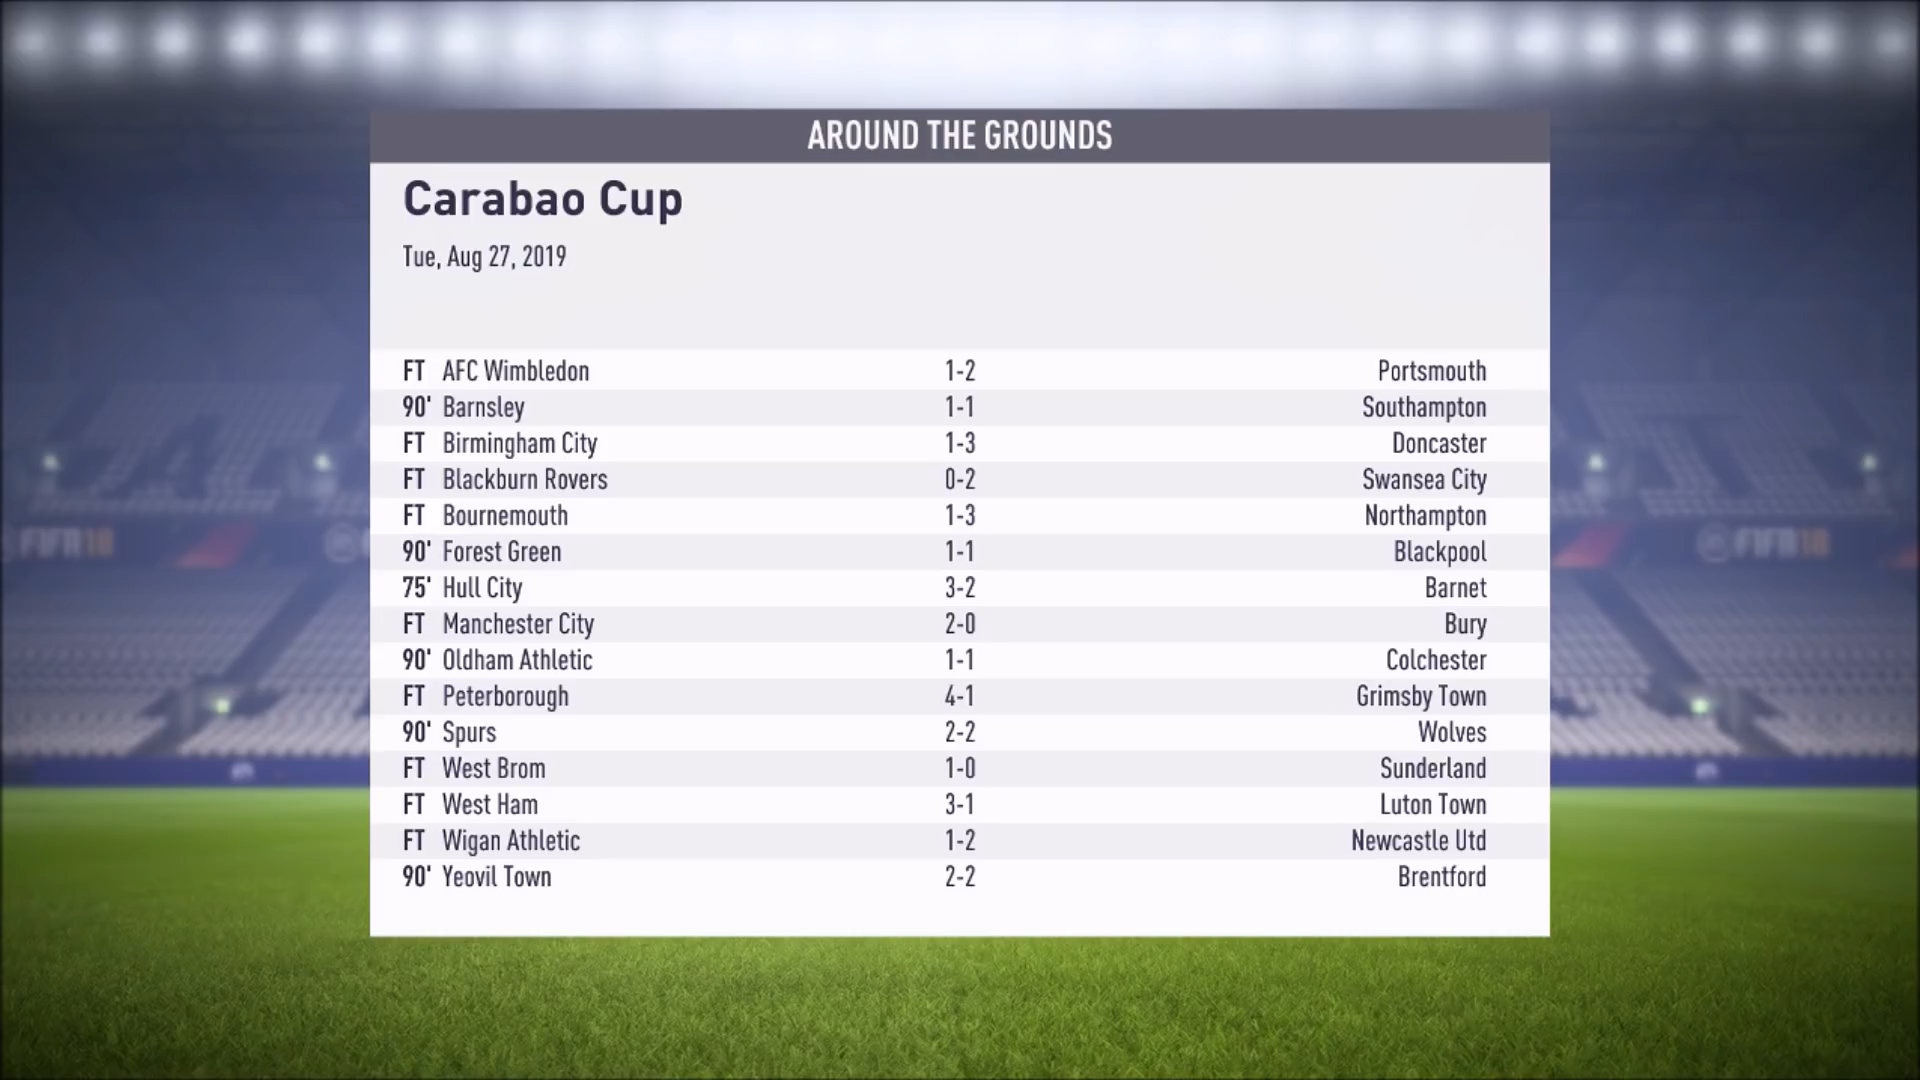 AROUND THE GROUNDS
Carabao Cup
Tue, Aug 27, 2019
FT AFC Wimbledon 1-2 Portsmouth
90' Barnsley 1-1 Southampton
FT Birmingham City 1-3 Doncaster
FT Blackburn Rovers 0-2 Swansea City
FT Bournemouth 1-3 Northampton
90' Forest Green 1-1 Blackpool
75' Hull City 3-2 Barnet
FT Manchester City 2-0 Bury
90' Oldham Athletic 1-1 Colchester
FT Peterborough 4-1 Grimsby Town
90' Spurs 2-2 Wolves
FT West Brom 1-0 Sunderland
FT West Ham 3-1 Luton Town
FT Wigan Athletic 1-2 Newcastle Utd
90' Yeovil Town 2-2 Brentford
FIFA18
FIFA18